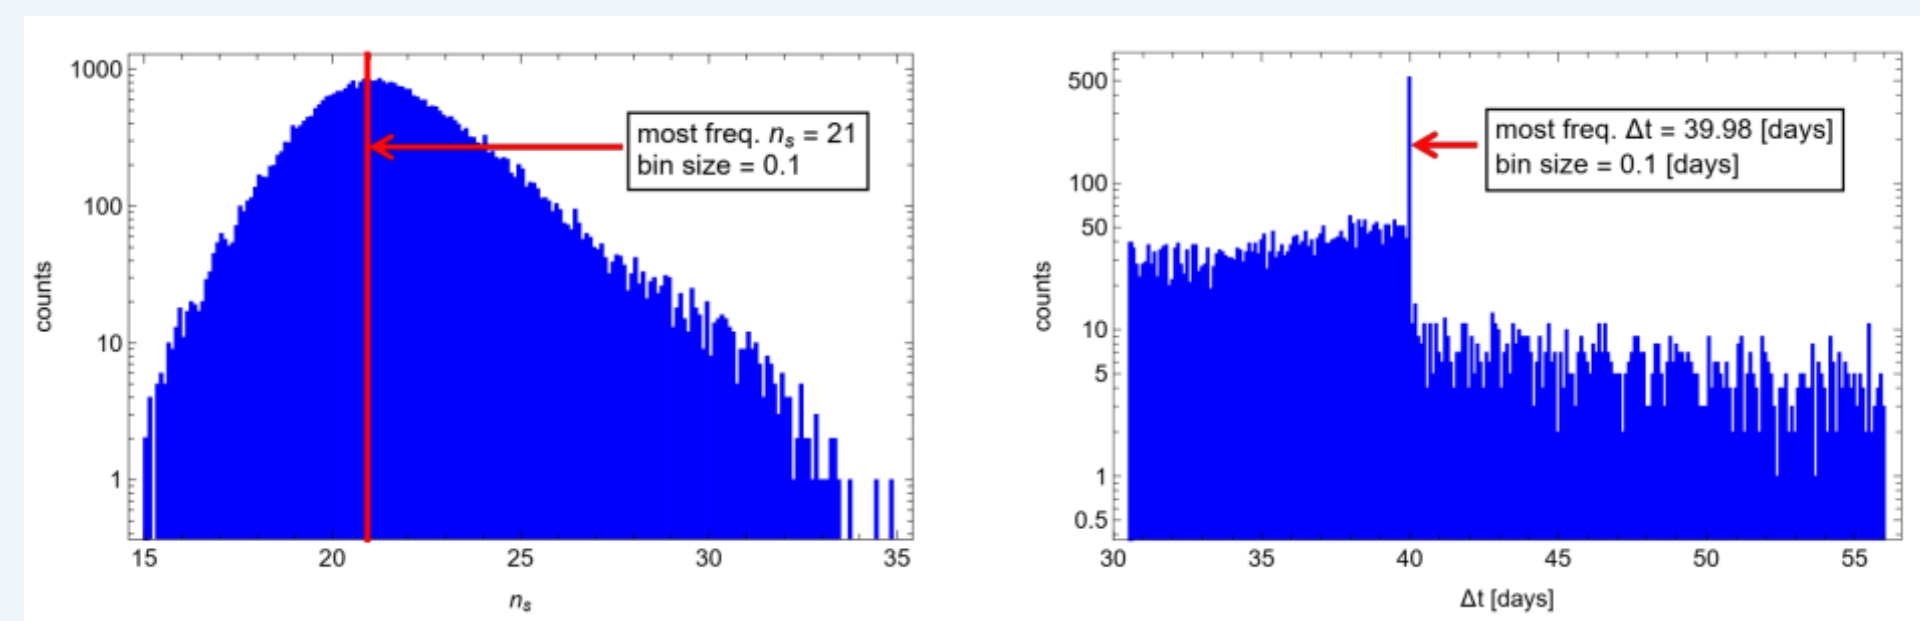 1000
100
10
1
counts
most freq. nₛ = 21
bin size = 0.1
15 20 25 30 35
nₛ
500
100
50
10
5
1
0.5
counts
most freq. Δt = 39.98 [days]
bin size = 0.1 [days]
30 35 40 45 50 55
Δt [days]